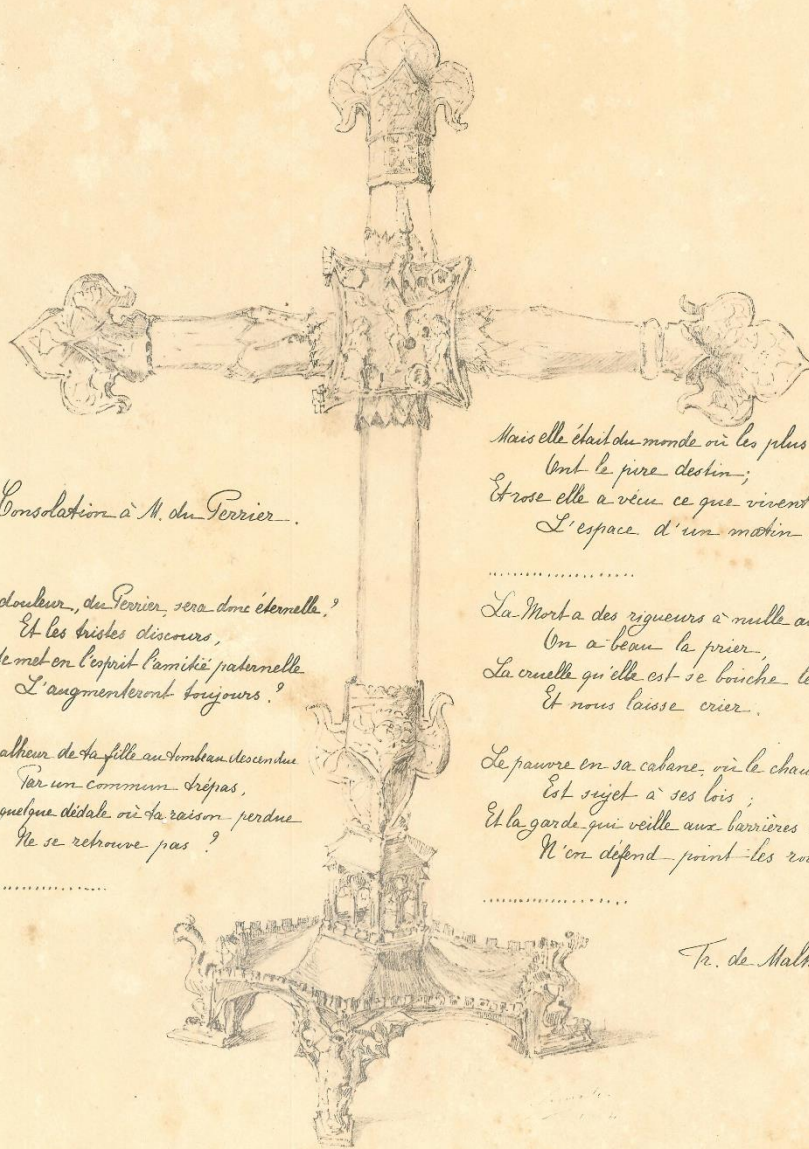 Consolation à M. du Perrier.
douleur, du Perrier, sera donc éternelle ?
Et les tristes discours,
te met en l'esprit l'amitié paternelle
L'augmenteront toujours ?
alheur de ta fille au tombeau descendue
Par un commun trépas,
quelque dédale où ta raison perdue
Ne se retrouve pas ?
...............
Mais elle était du monde où les plus
Ont le pire destin ;
Et rose elle a vécu ce que vivent
L'espace d'un matin
...............
La Mort a des rigueurs à nulle au
On a beau la prier,
La cruelle qu'elle est se bouche le
Et nous laisse crier.
Le pauvre en sa cabane, où le chau
Est sujet à ses lois ;
Et la garde qui veille aux barrières
N'en défend point les roi
...............
Fr. de Malh